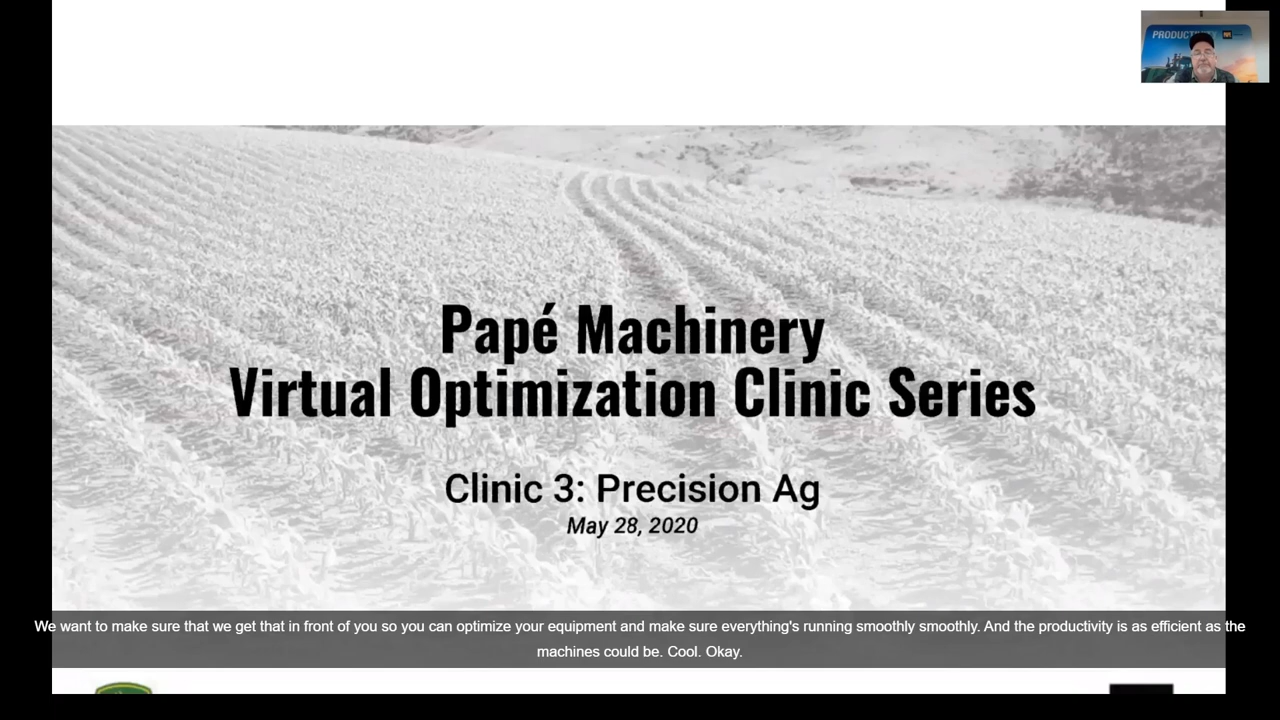 PRODUCT
Papé Machinery
Virtual Optimization Clinic Series
Clinic 3: Precision Ag
May 28, 2020
We want to make sure that we get that in front of you so you can optimize your equipment and make sure everything's running smoothly smoothly. And the productivity is as efficient as the
machines could be. Cool. Okay.